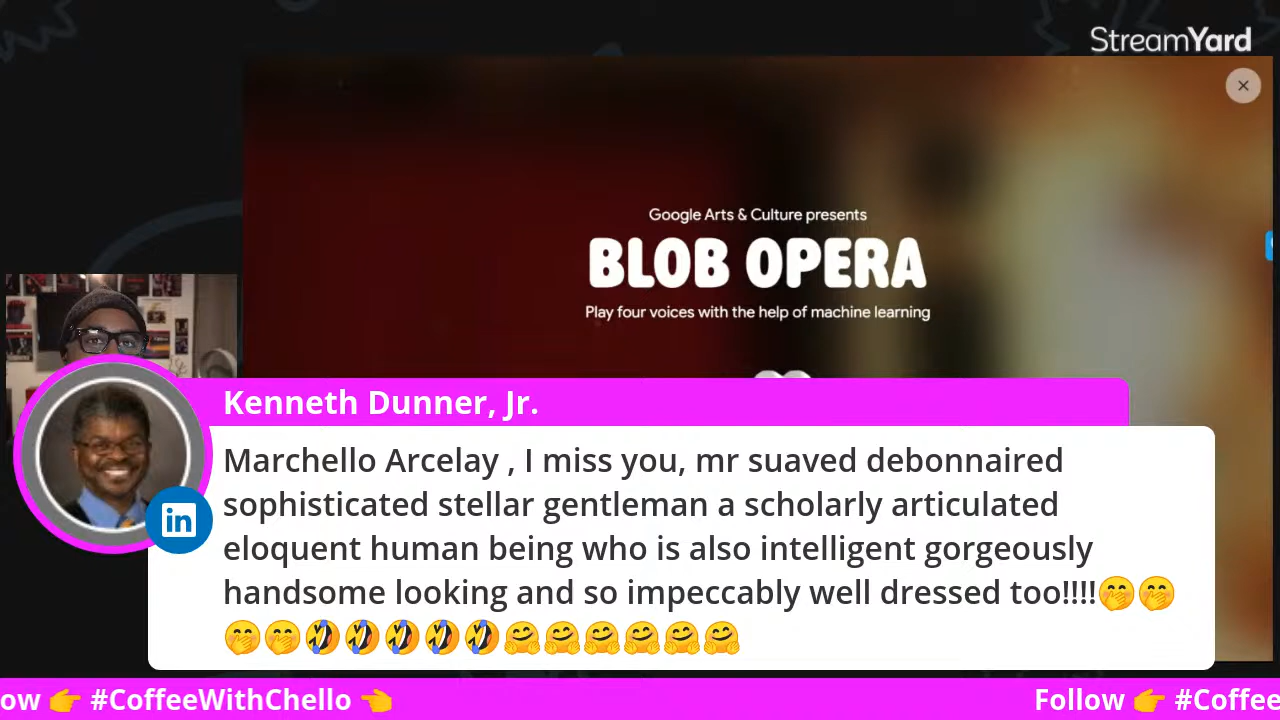 StreamYard
Google Arts & Culture presents
BLOB OPERA
Play four voices with the help of machine learning
Kenneth Dunner, Jr.
in
Marchello Arcelay , I miss you, mr suaved debonnaired
sophisticated stellar gentleman a scholarly articulated
eloquent human being who is also intelligent gorgeously
handsome looking and so impeccably well dressed too!!!!🤭🤭
🤭🤭🤣🤣🤣🤣🤣🤗🤗🤗🤗🤗🤗
ow 👉 #CoffeeWithChello 👈 Follow 👉 #Coffee